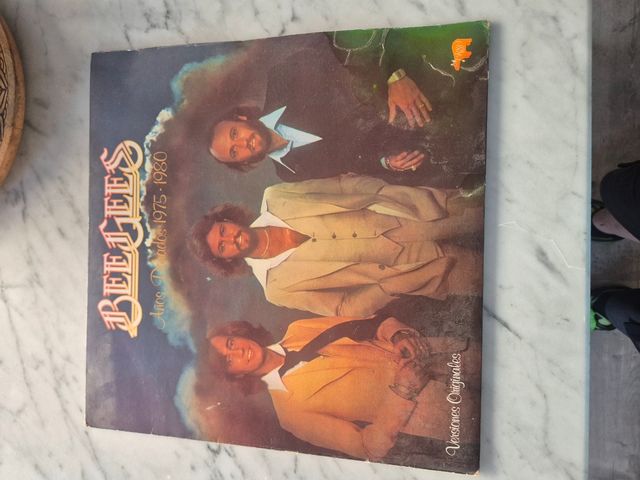 BEE GEES
Años Dorados 1975-1980
Versiones Originales